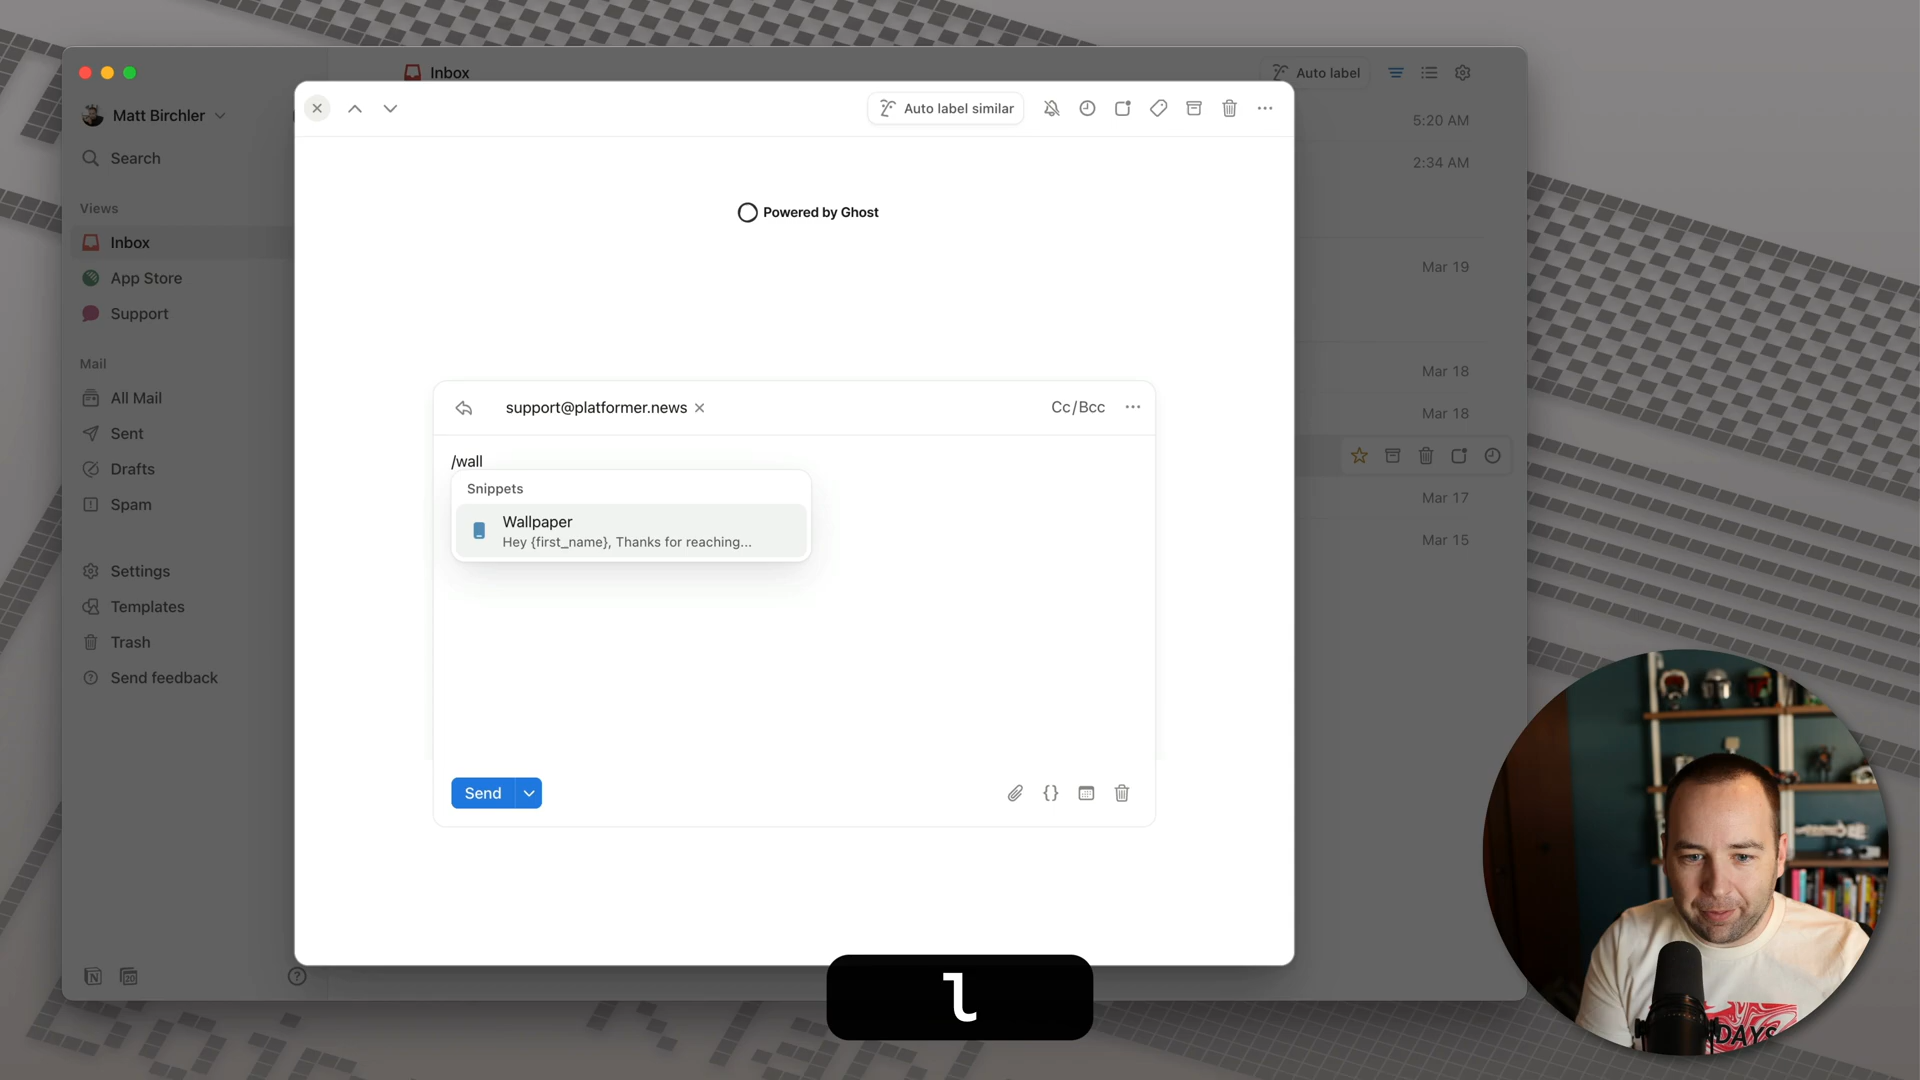 Inbox
Auto label
Matt Birchler
Auto label similar
5:20 AM
Search
2:34 AM
Views
Powered by Ghost
Inbox
Mar 19
App Store
Support
Mail
Mar 18
All Mail
support@platformer.news
Cc/Bcc
Mar 18
Sent
/wall
Drafts
Snippets
Mar 17
Spam
Wallpaper
Hey {first_name}, Thanks for reaching...
Mar 15
Settings
Templates
Trash
Send feedback
Send
l
DAYS